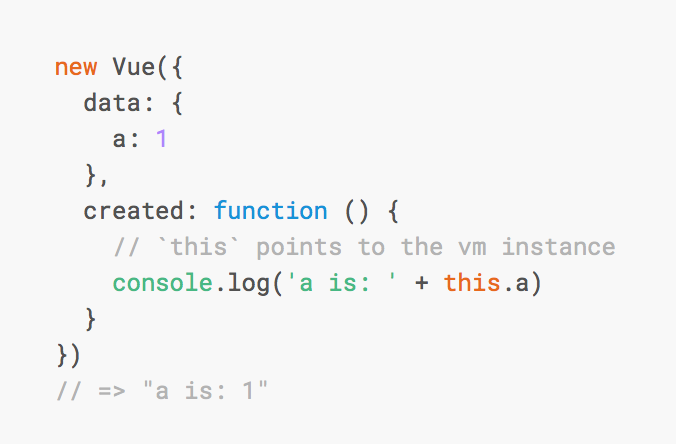 new Vue({
  data: {
    a: 1
  },
  created: function () {
    // `this` points to the vm instance
    console.log('a is: ' + this.a)
  }
})
// => "a is: 1"